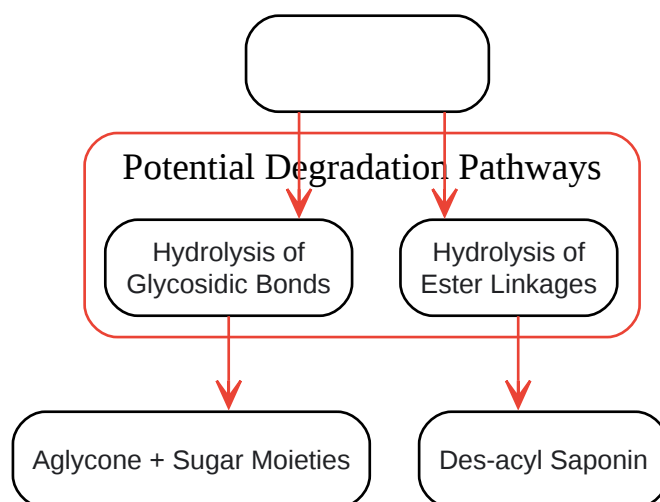 Potential Degradation Pathways
Hydrolysis of
Glycosidic Bonds
Hydrolysis of
Ester Linkages
Aglycone + Sugar Moieties
Des-acyl Saponin